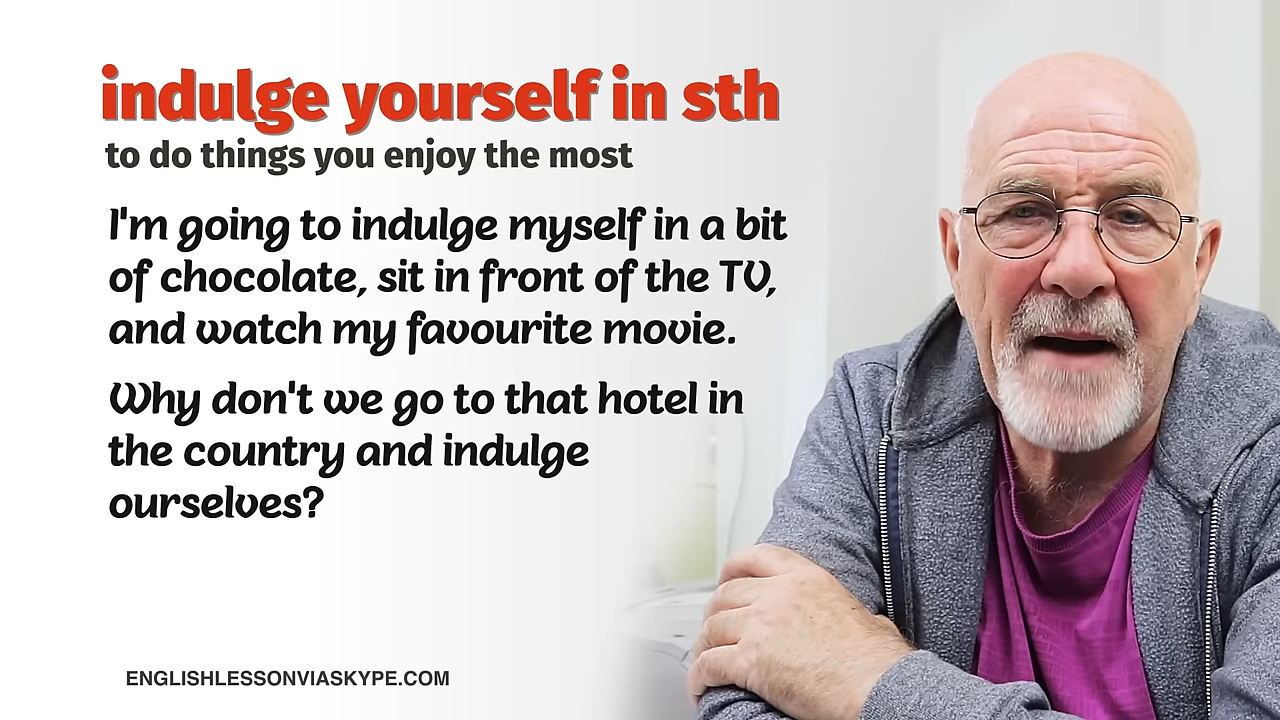 indulge yourself in sth
to do things you enjoy the most
I'm going to indulge myself in a bit
of chocolate, sit in front of the TV,
and watch my favourite movie.
Why don't we go to that hotel in
the country and indulge
ourselves?
ENGLISHLESSONVIASKYPE.COM